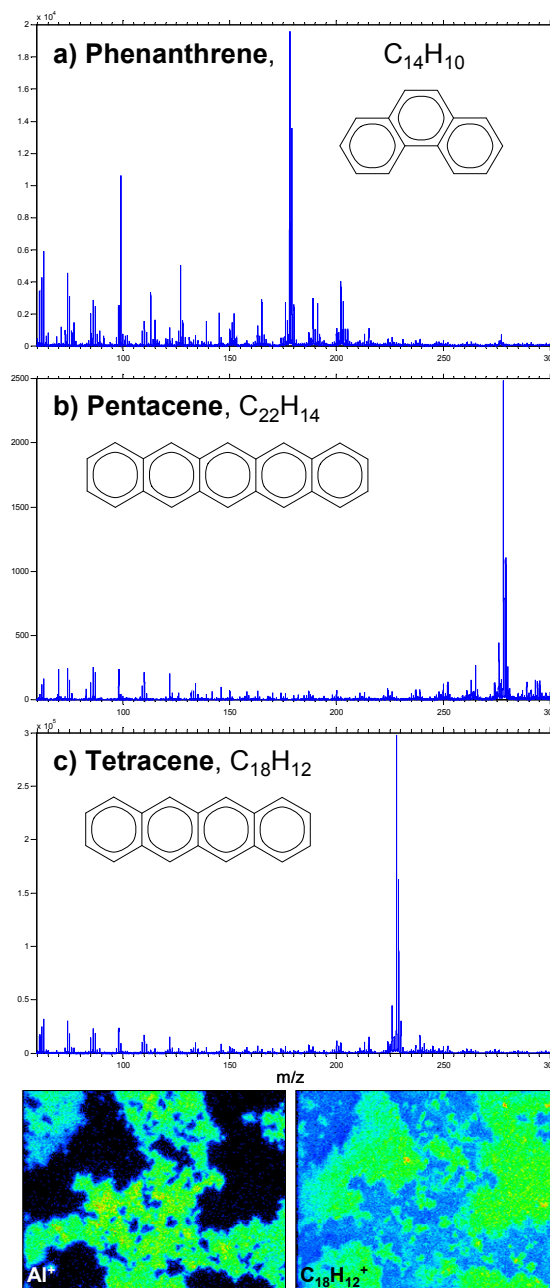 x 10⁴
2
a) Phenanthrene, C₁₄H₁₀
1.8
1.6
1.4
1.2
1
0.8
0.6
0.4
0.2
0
100 150 200 250 300
2500
b) Pentacene, C₂₂H₁₄
2000
1500
1000
500
0
100 150 200 250 300
x 10⁵
3
c) Tetracene, C₁₈H₁₂
2.5
2
1.5
1
0.5
0
100 150 200 250 300
m/z
Al⁺ C₁₈H₁₂⁺